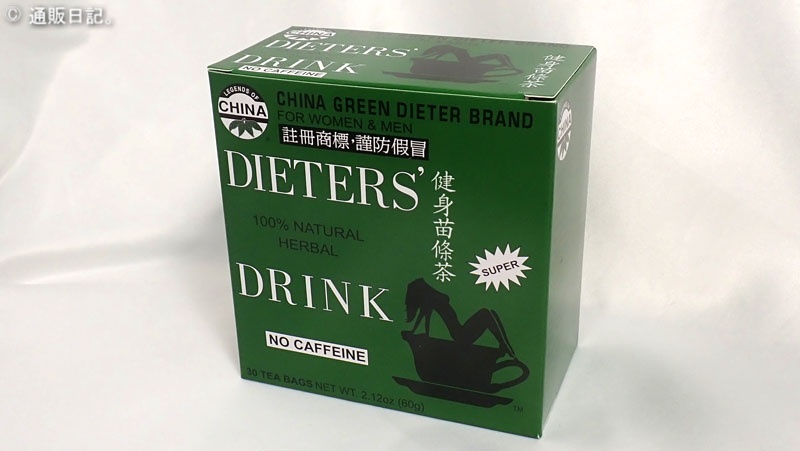 © 通販日記。
DIETERS'
DRINK
NO CAFFEINE
健身苗條茶
LEGENDS OF
CHINA
CHINA GREEN DIETER BRAND
FOR WOMEN & MEN
註冊商標,謹防假冒
DIETERS'
健身苗條茶
100% NATURAL
HERBAL
SUPER
DRINK
NO CAFFEINE
30 TEA BAGS NET WT. 2.12oz (60g)
TM
CHINA